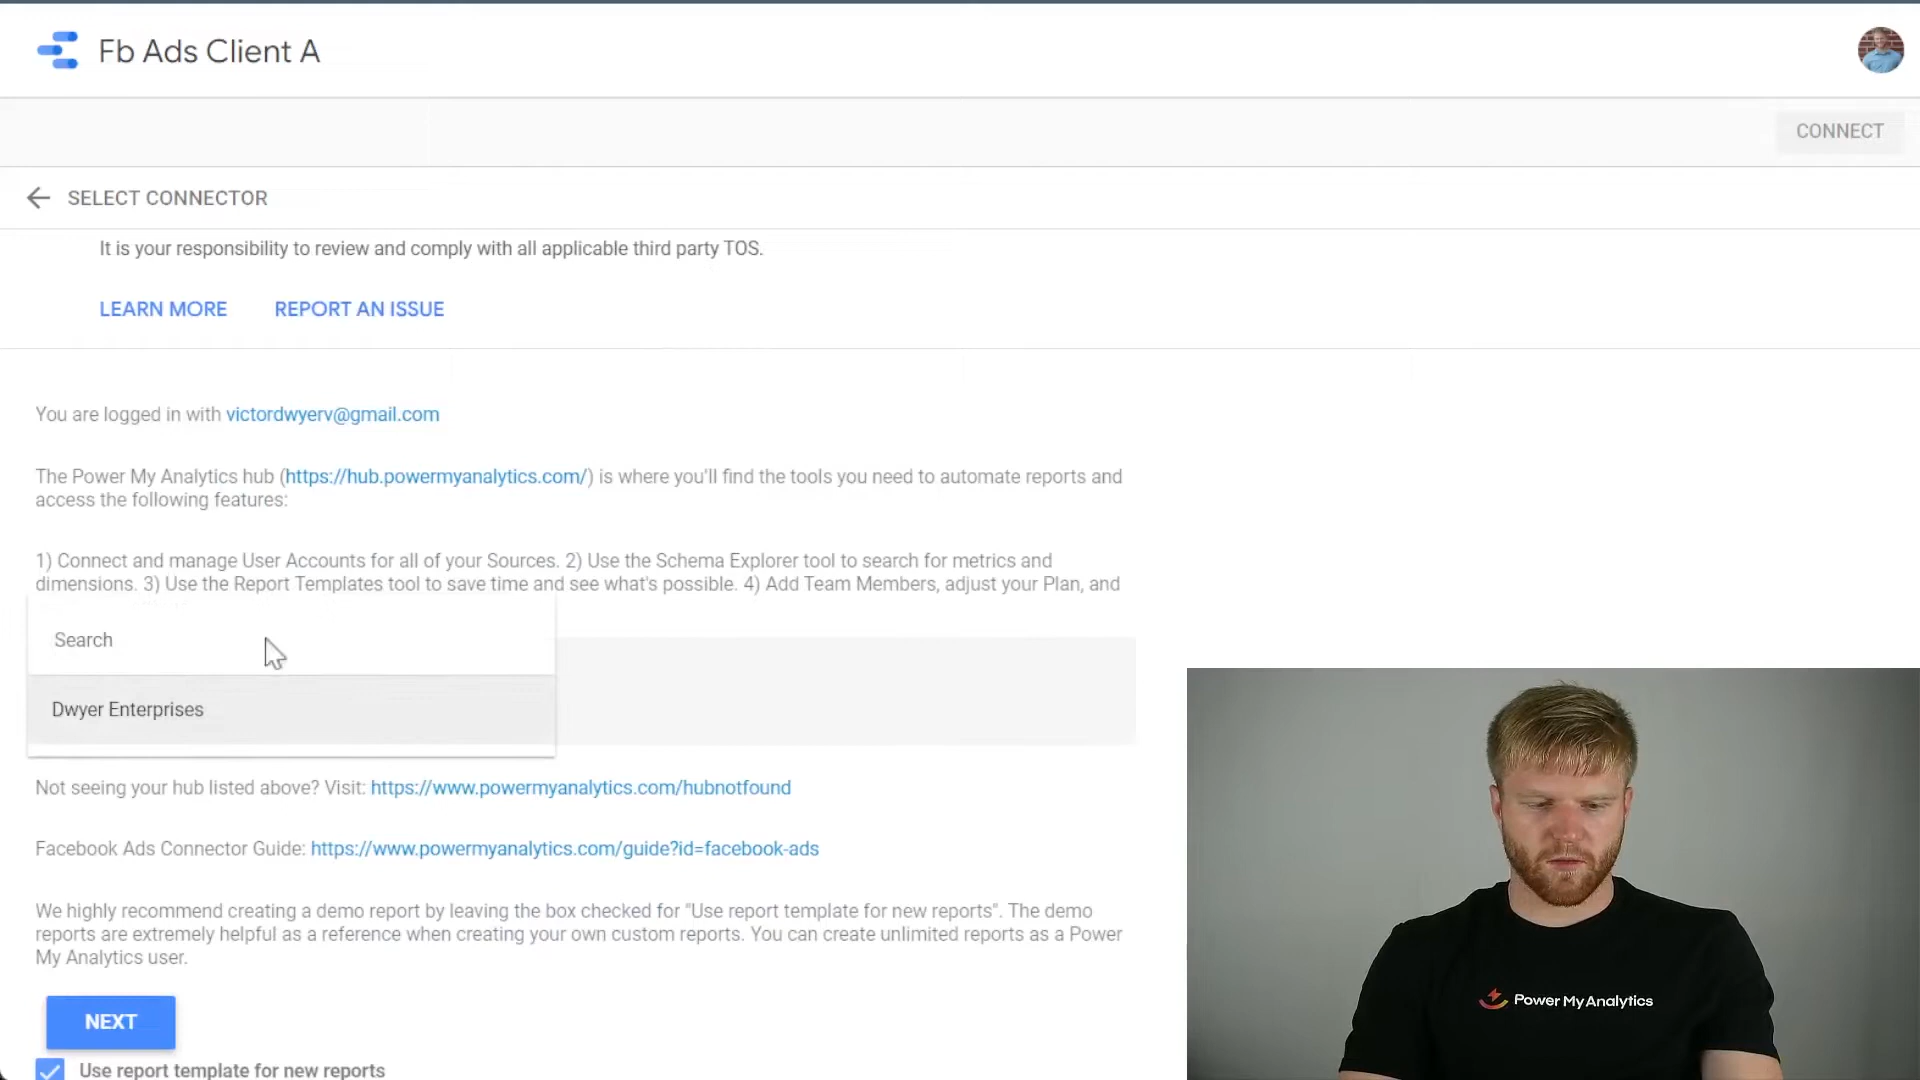 Fb Ads Client A
CONNECT
SELECT CONNECTOR
It is your responsibility to review and comply with all applicable third party TOS.
LEARN MORE REPORT AN ISSUE
You are logged in with victordwyerv@gmail.com
The Power My Analytics hub (https://hub.powermyanalytics.com/) is where you'll find the tools you need to automate reports and
access the following features:
1) Connect and manage User Accounts for all of your Sources. 2) Use the Schema Explorer tool to search for metrics and
dimensions. 3) Use the Report Templates tool to save time and see what's possible. 4) Add Team Members, adjust your Plan, and
Search
Dwyer Enterprises
Not seeing your hub listed above? Visit: https://www.powermyanalytics.com/hubnotfound
Facebook Ads Connector Guide: https://www.powermyanalytics.com/guide?id=facebook-ads
We highly recommend creating a demo report by leaving the box checked for "Use report template for new reports". The demo
reports are extremely helpful as a reference when creating your own custom reports. You can create unlimited reports as a Power
My Analytics user.
NEXT
Use report template for new reports
Power My Analytics